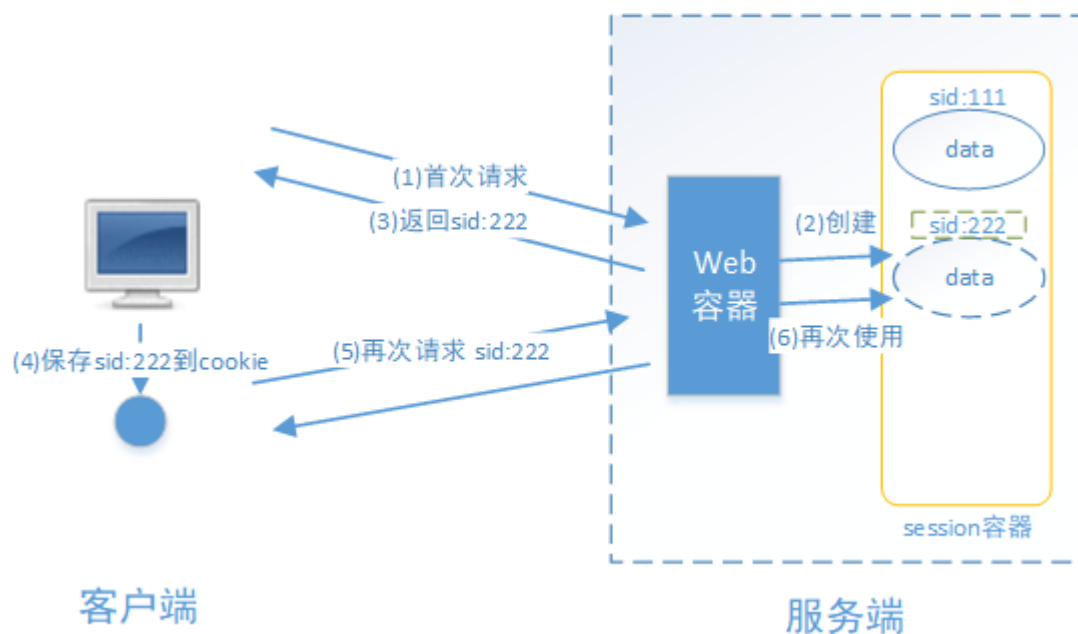 sid:111
data
(1)首次请求
(3)返回sid:222
(2)创建
sid:222
Web
容器
data
(6)再次使用
(4)保存sid:222到cookie
(5)再次请求 sid:222
session容器
客户端
服务端